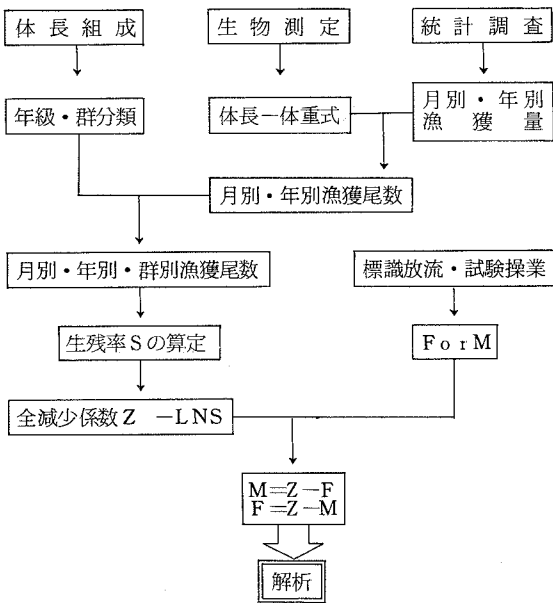 体長組成
生物測定
統計調査
年級・群分類
体長－体重式
月別・年別
漁獲量
月別・年別漁獲尾数
月別・年別・群別漁獲尾数
標識放流・試験操業
生残率Sの算定
F or M
全減少係数Z －LNS
M=Z－F
F=Z－M
解析